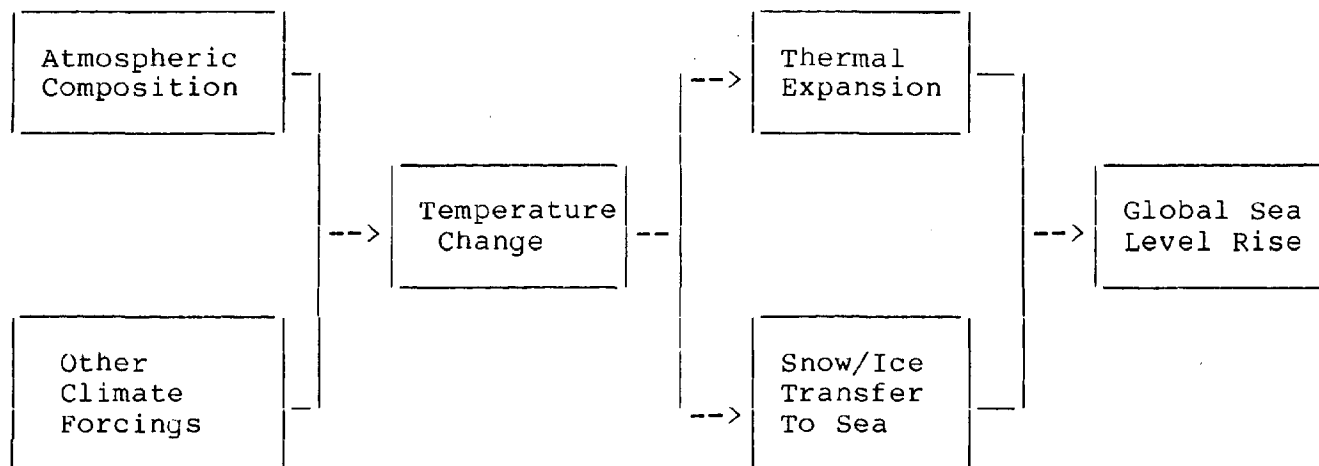 Atmospheric
Composition
Other
Climate
Forcings
Temperature
Change
Thermal
Expansion
Snow/Ice
Transfer
To Sea
Global Sea
Level Rise